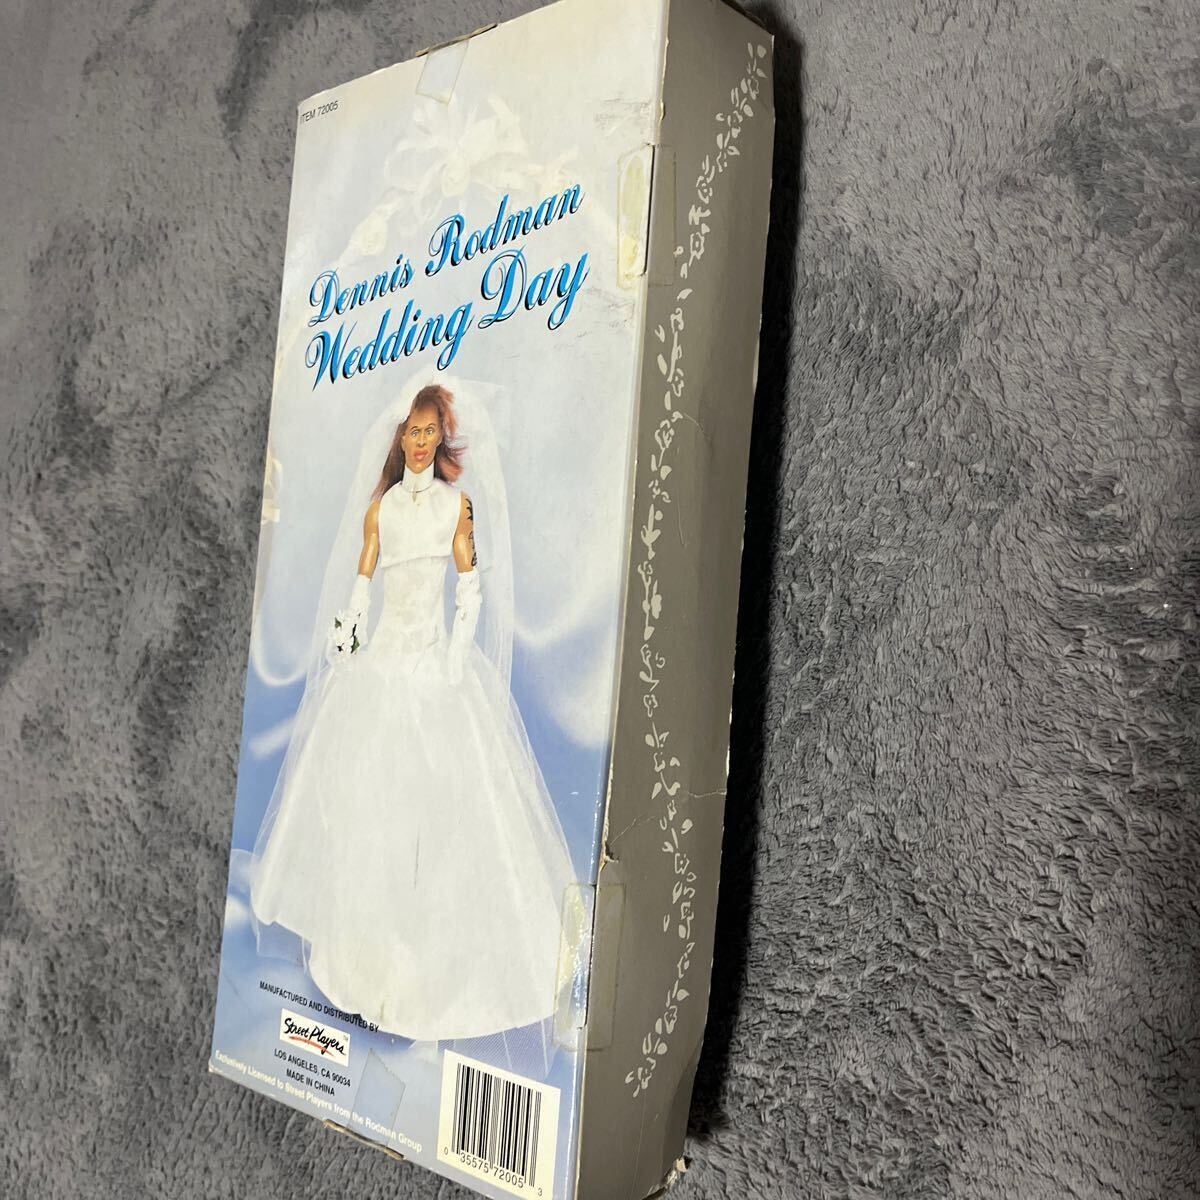 ITEM 72005
Dennis Rodman
Wedding Day
MANUFACTURED AND DISTRIBUTED BY
Street Players™
LOS ANGELES, CA 90034
MADE IN CHINA
Exclusively Licensed to Street Players from the Rodman Group
0 35575 72005 3